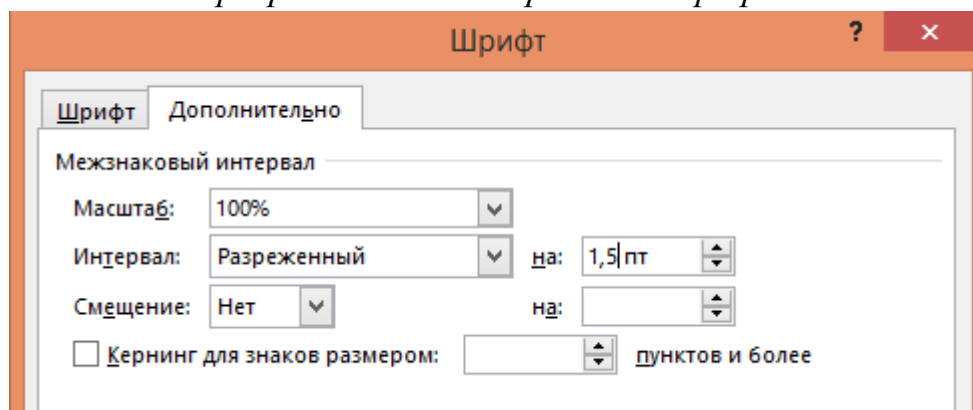 Шрифт ? ×
Шрифт Дополнительно
Межзнаковый интервал
Масштаб: 100%
Интервал: Разреженный на: 1,5 пт
Смещение: Нет на:
Кернинг для знаков размером: пунктов и более